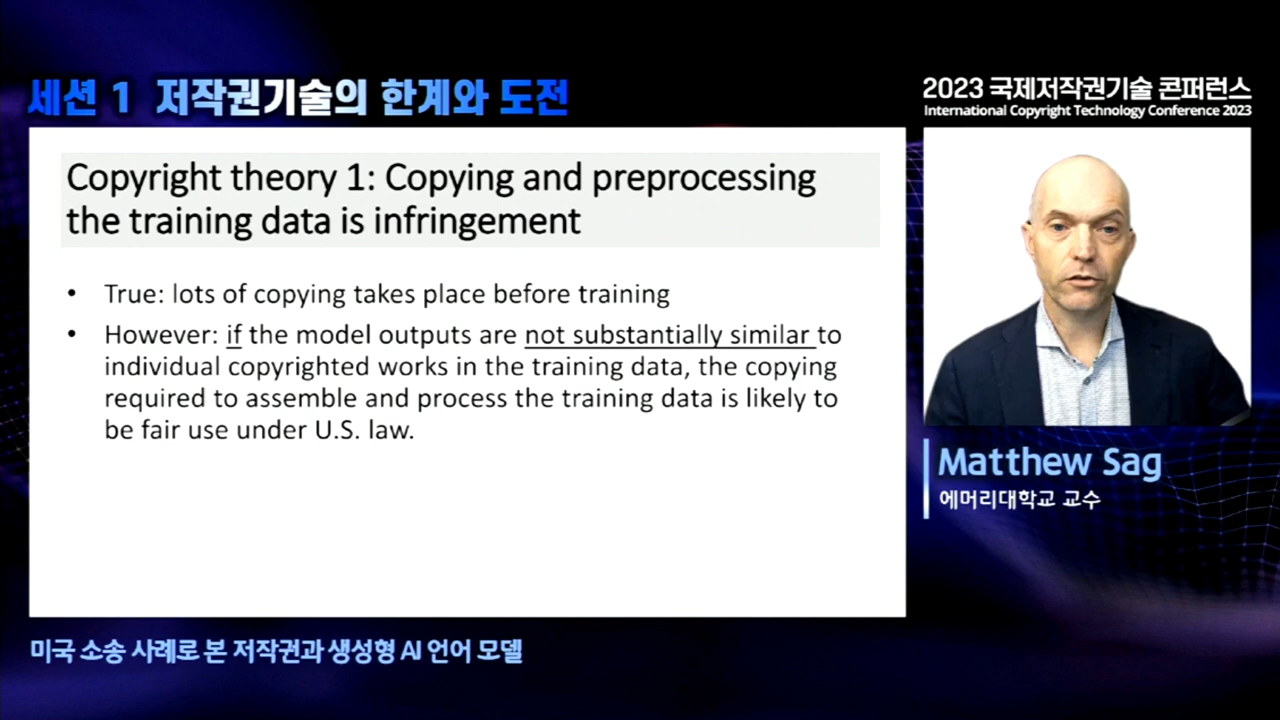 세션 1 저작권기술의 한계와 도전
2023 국제저작권기술 콘퍼런스
International Copyright Technology Conference 2023
Copyright theory 1: Copying and preprocessing
the training data is infringement
• True: lots of copying takes place before training
• However: if the model outputs are not substantially similar to
individual copyrighted works in the training data, the copying
required to assemble and process the training data is likely to
be fair use under U.S. law.
Matthew Sag
에머리대학교 교수
미국 소송 사례로 본 저작권과 생성형 AI 언어 모델